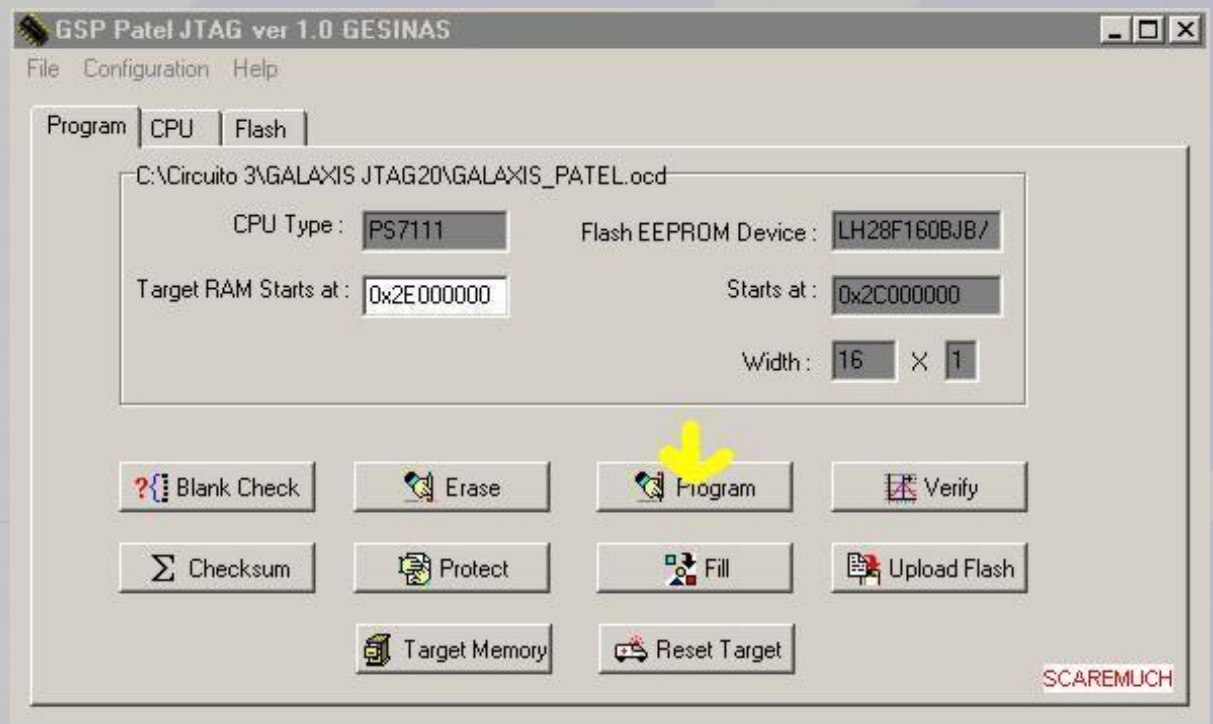 GSP Patel JTAG ver 1.0 GESINAS
File Configuration Help
Program CPU Flash
C:\Circuito 3\GALAXIS JTAG20\GALAXIS_PATEL.ocd
CPU Type : PS7111 Flash EEPROM Device : LH28F160BJB/
Target RAM Starts at : 0x2E000000 Starts at : 0x2C000000
Width : 16 X 1
Blank Check Erase Program Verify
Checksum Protect Fill Upload Flash
Target Memory Reset Target
SCAREMUCH